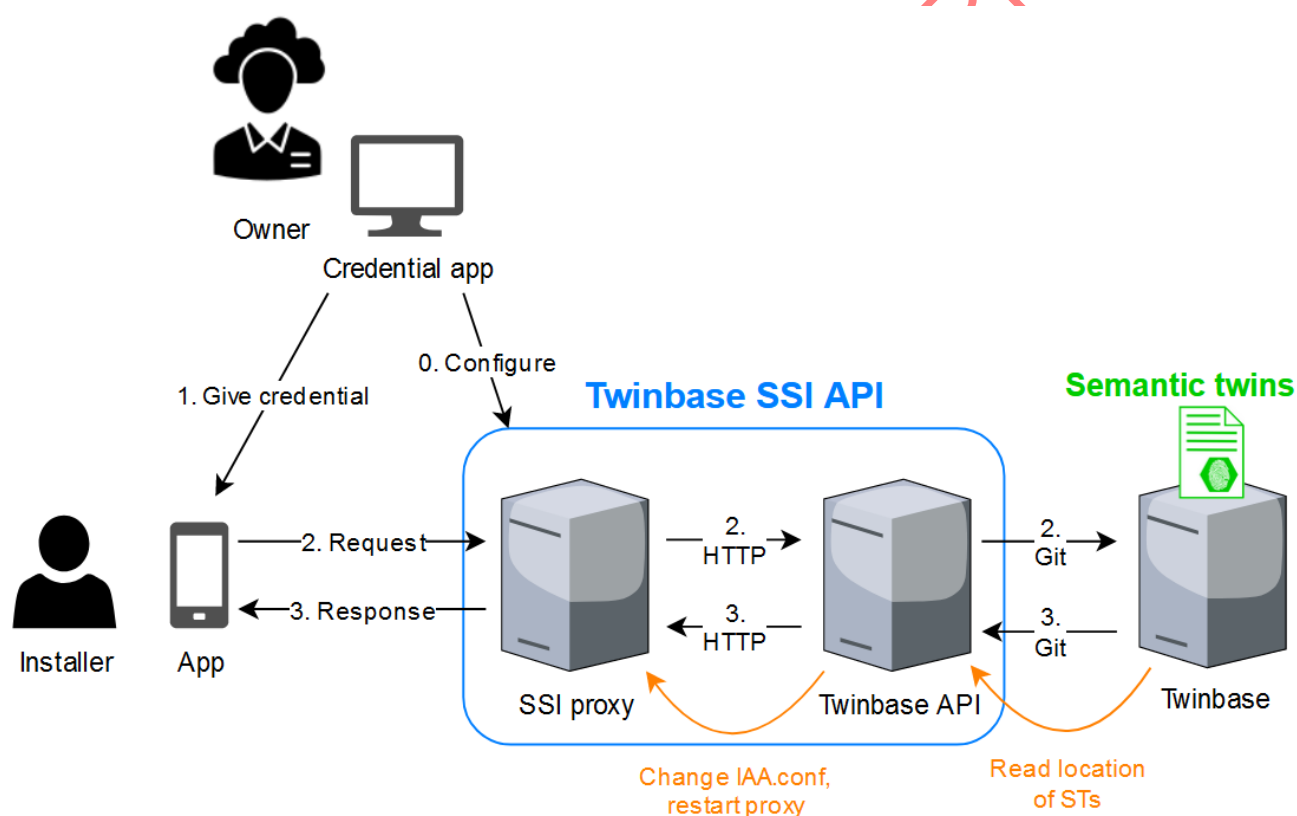 Owner
Credential app
0. Configure
1. Give credential
Twinbase SSI API
Semantic twins
2. Request
2.
HTTP
2.
Git
3. Response
3.
HTTP
3.
Git
Installer
App
SSI proxy
Twinbase API
Twinbase
Change IAA.conf,
restart proxy
Read location
of STs